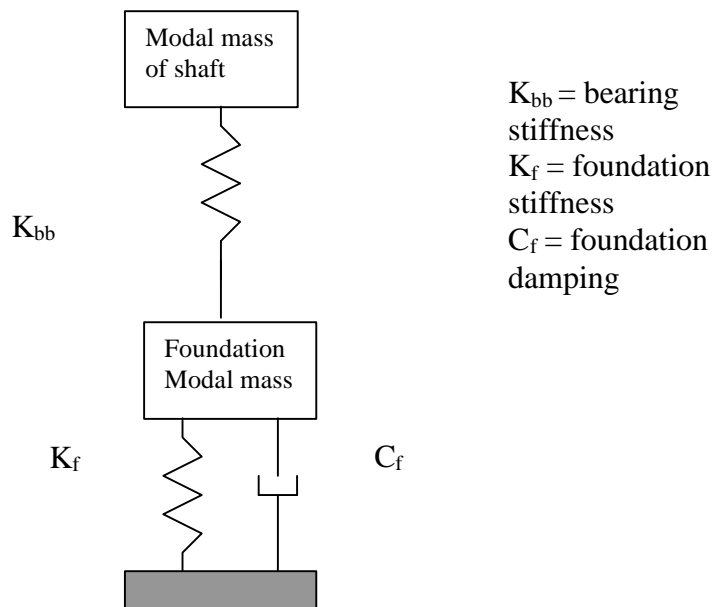 Modal mass
of shaft
K_bb = bearing
stiffness
K_f = foundation
stiffness
C_f = foundation
damping
K_bb
Foundation
Modal mass
K_f
C_f